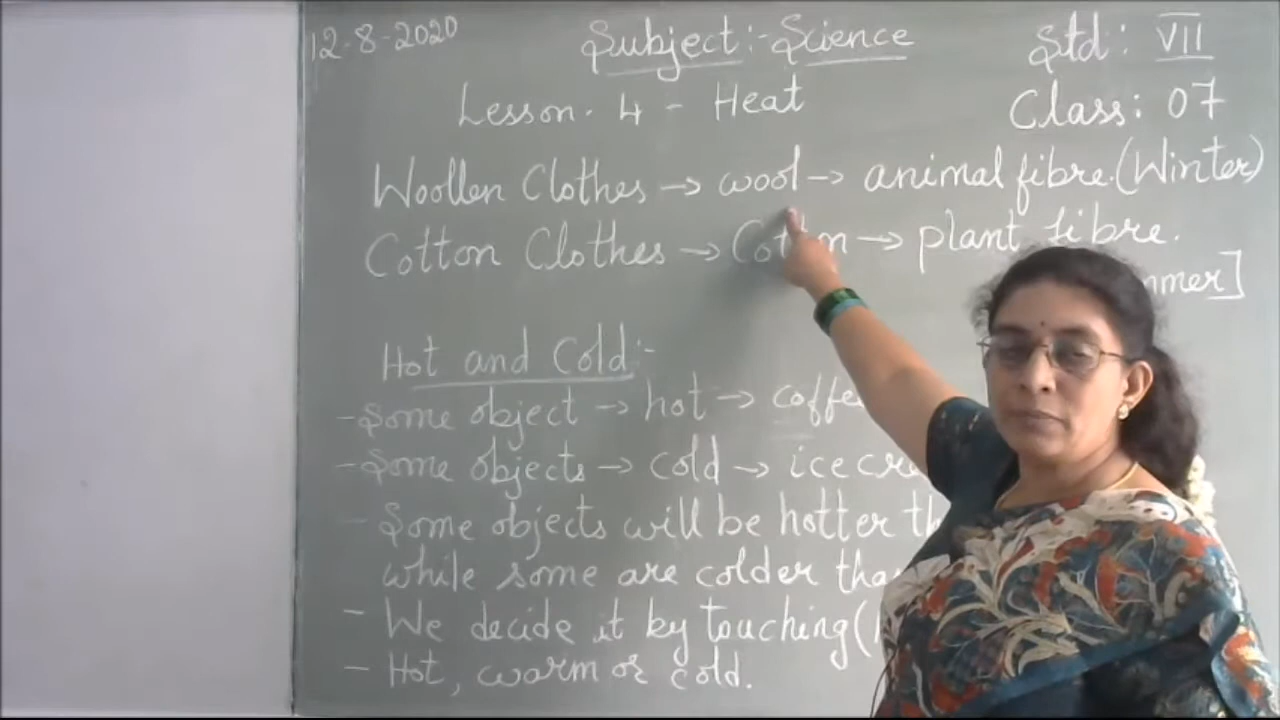 12-8-2020 Subject:- Science Std: VII
Lesson. 4 - Heat Class: 07
Woollen Clothes → wool → animal fibre. (Winter)
Cotton Clothes → Cotton → plant fibre.
Hot and Cold:-
- Some object → hot →
- Some objects → cold →
- Some objects will be hotter
while some are colder
- We decide it by touching (
- Hot, warm or cold.